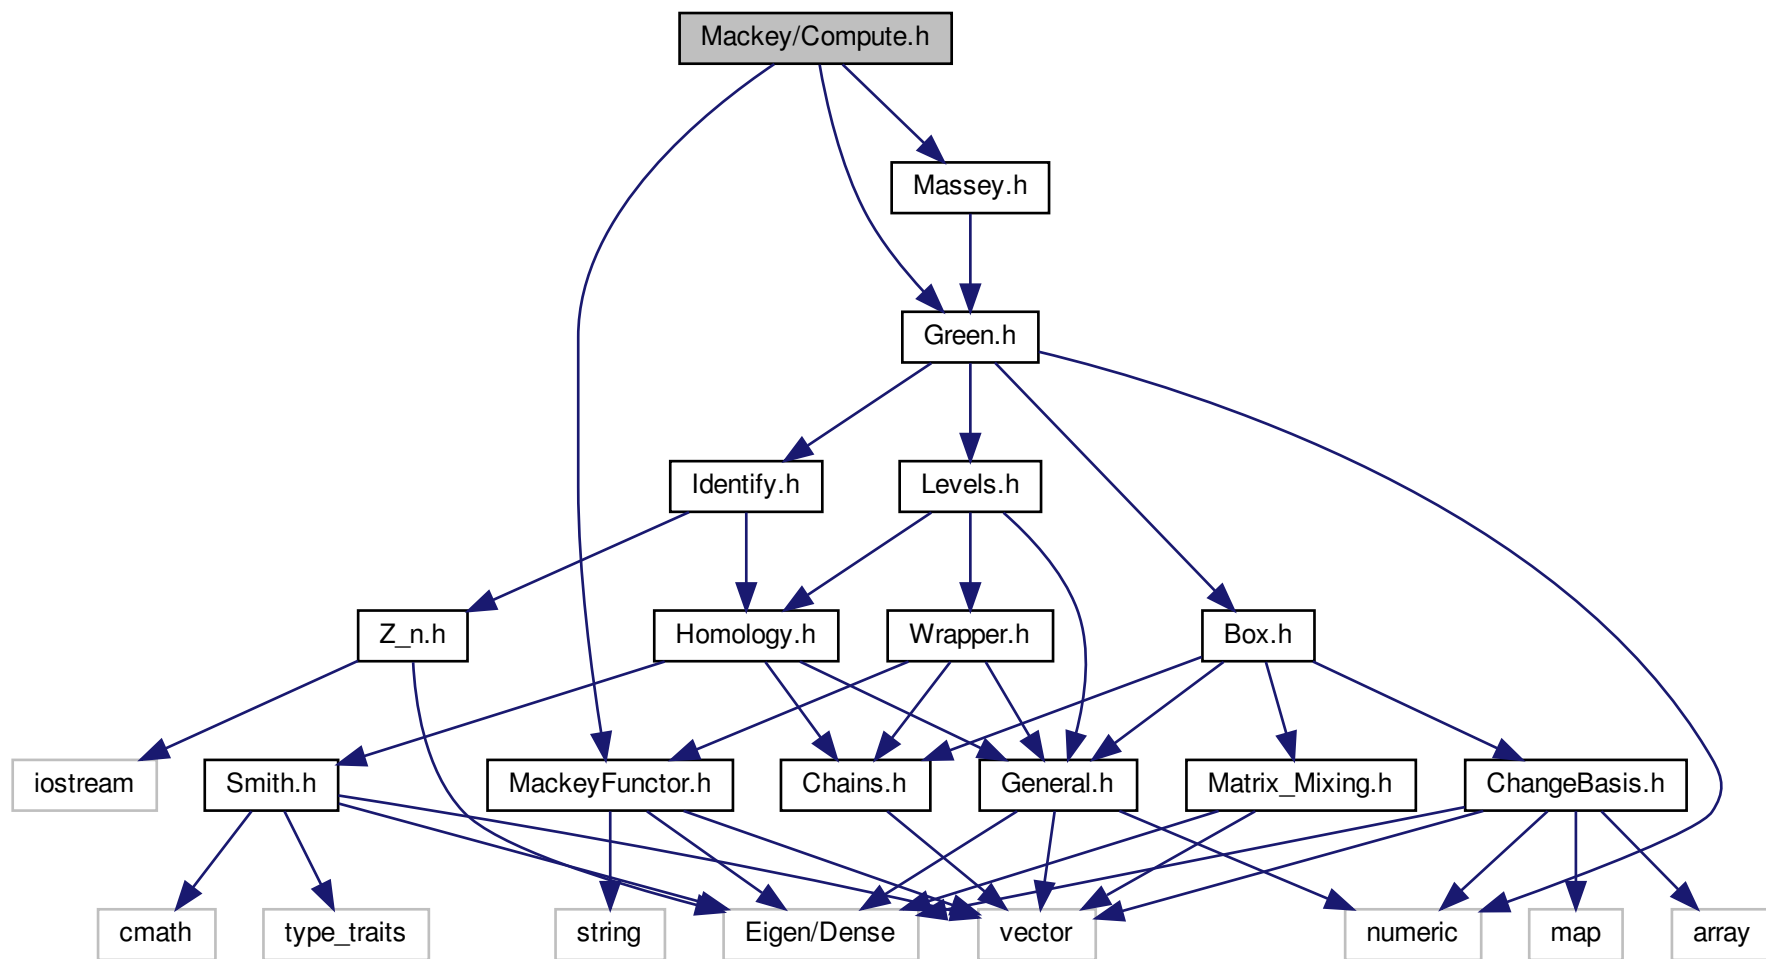 Mackey/Compute.h
Massey.h
Green.h
Identify.h
Levels.h
Z_n.h
Homology.h
Wrapper.h
Box.h
iostream
Smith.h
MackeyFunctor.h
Chains.h
General.h
Matrix_Mixing.h
ChangeBasis.h
cmath
type_traits
string
Eigen/Dense
vector
numeric
map
array